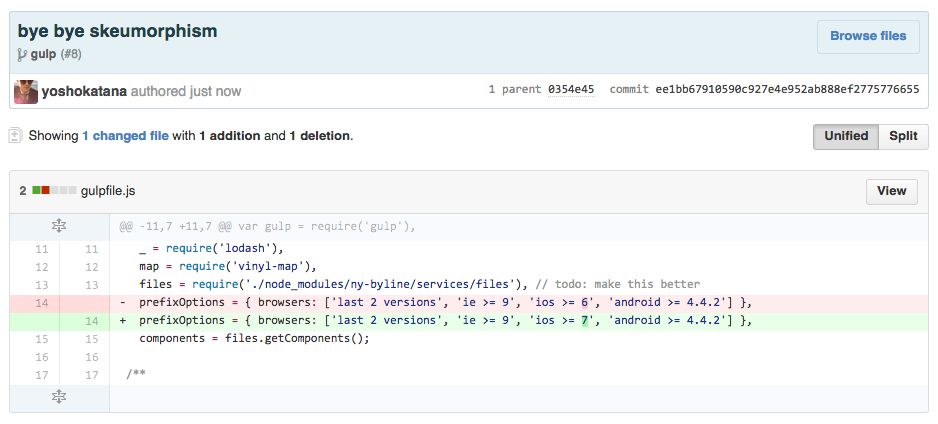 bye bye skeumorphism
Browse files
gulp (#8)
yoshokatana authored just now
1 parent 0354e45 commit ee1bb67910590c927e4e952ab888ef2775776655
Showing 1 changed file with 1 addition and 1 deletion.
Unified Split
2 gulpfile.js
View
@@ -11,7 +11,7 @@ var gulp = require('gulp'),
11 11 _ = require('lodash'),
12 12 map = require('vinyl-map'),
13 13 files = require('./node_modules/ny-byline/services/files'), // todo: make this better
14 - prefixOptions = { browsers: ['last 2 versions', 'ie >= 9', 'ios >= 6', 'android >= 4.4.2'] },
14 + prefixOptions = { browsers: ['last 2 versions', 'ie >= 9', 'ios >= 7', 'android >= 4.4.2'] },
15 15 components = files.getComponents();
16 16
17 17 /**